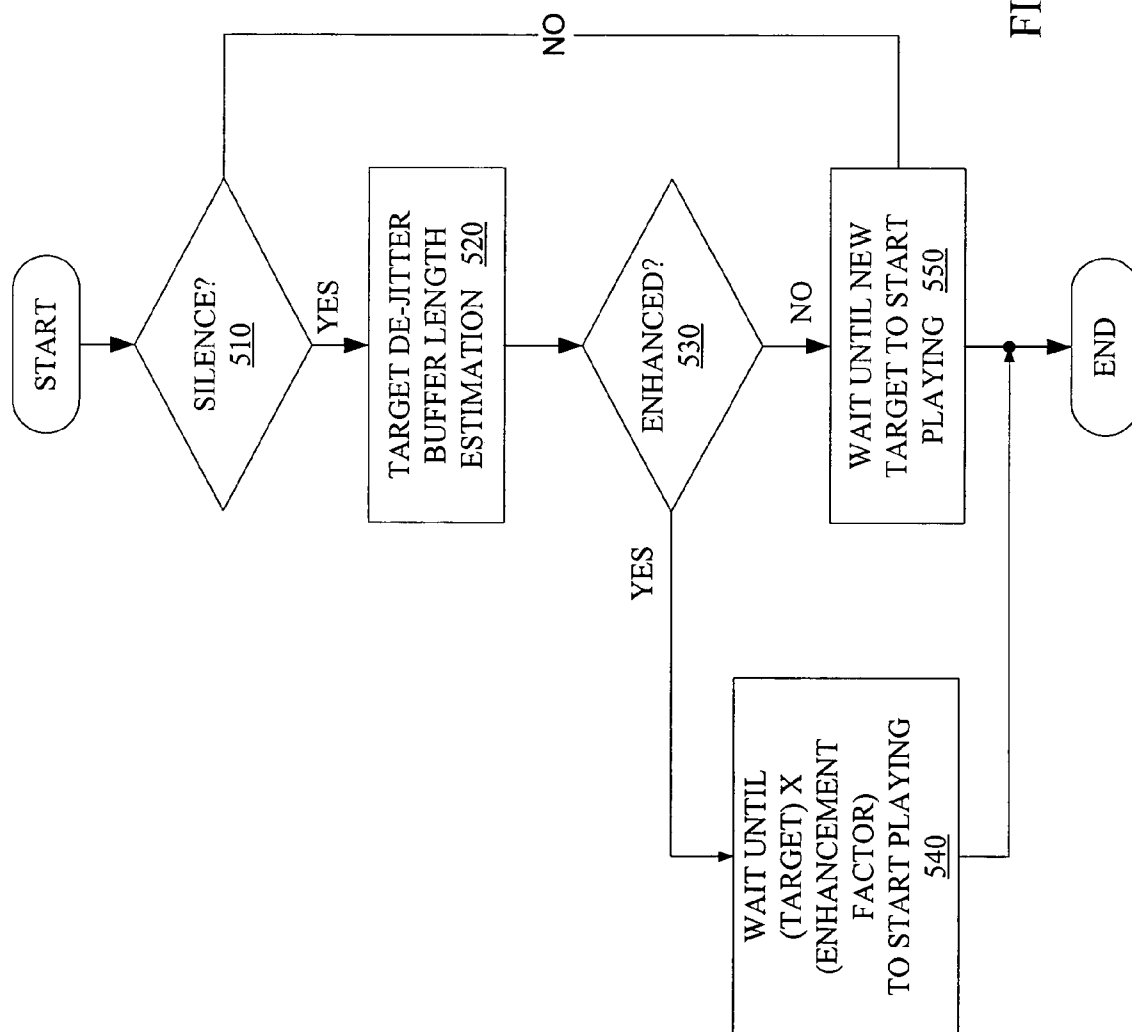 START
SILENCE?
510
NO
YES
TARGET DE-JITTER
BUFFER LENGTH
ESTIMATION 520
ENHANCED?
530
YES
NO
WAIT UNTIL
(TARGET) X
(ENHANCEMENT
FACTOR)
TO START PLAYING
540
WAIT UNTIL NEW
TARGET TO START
PLAYING 550
END